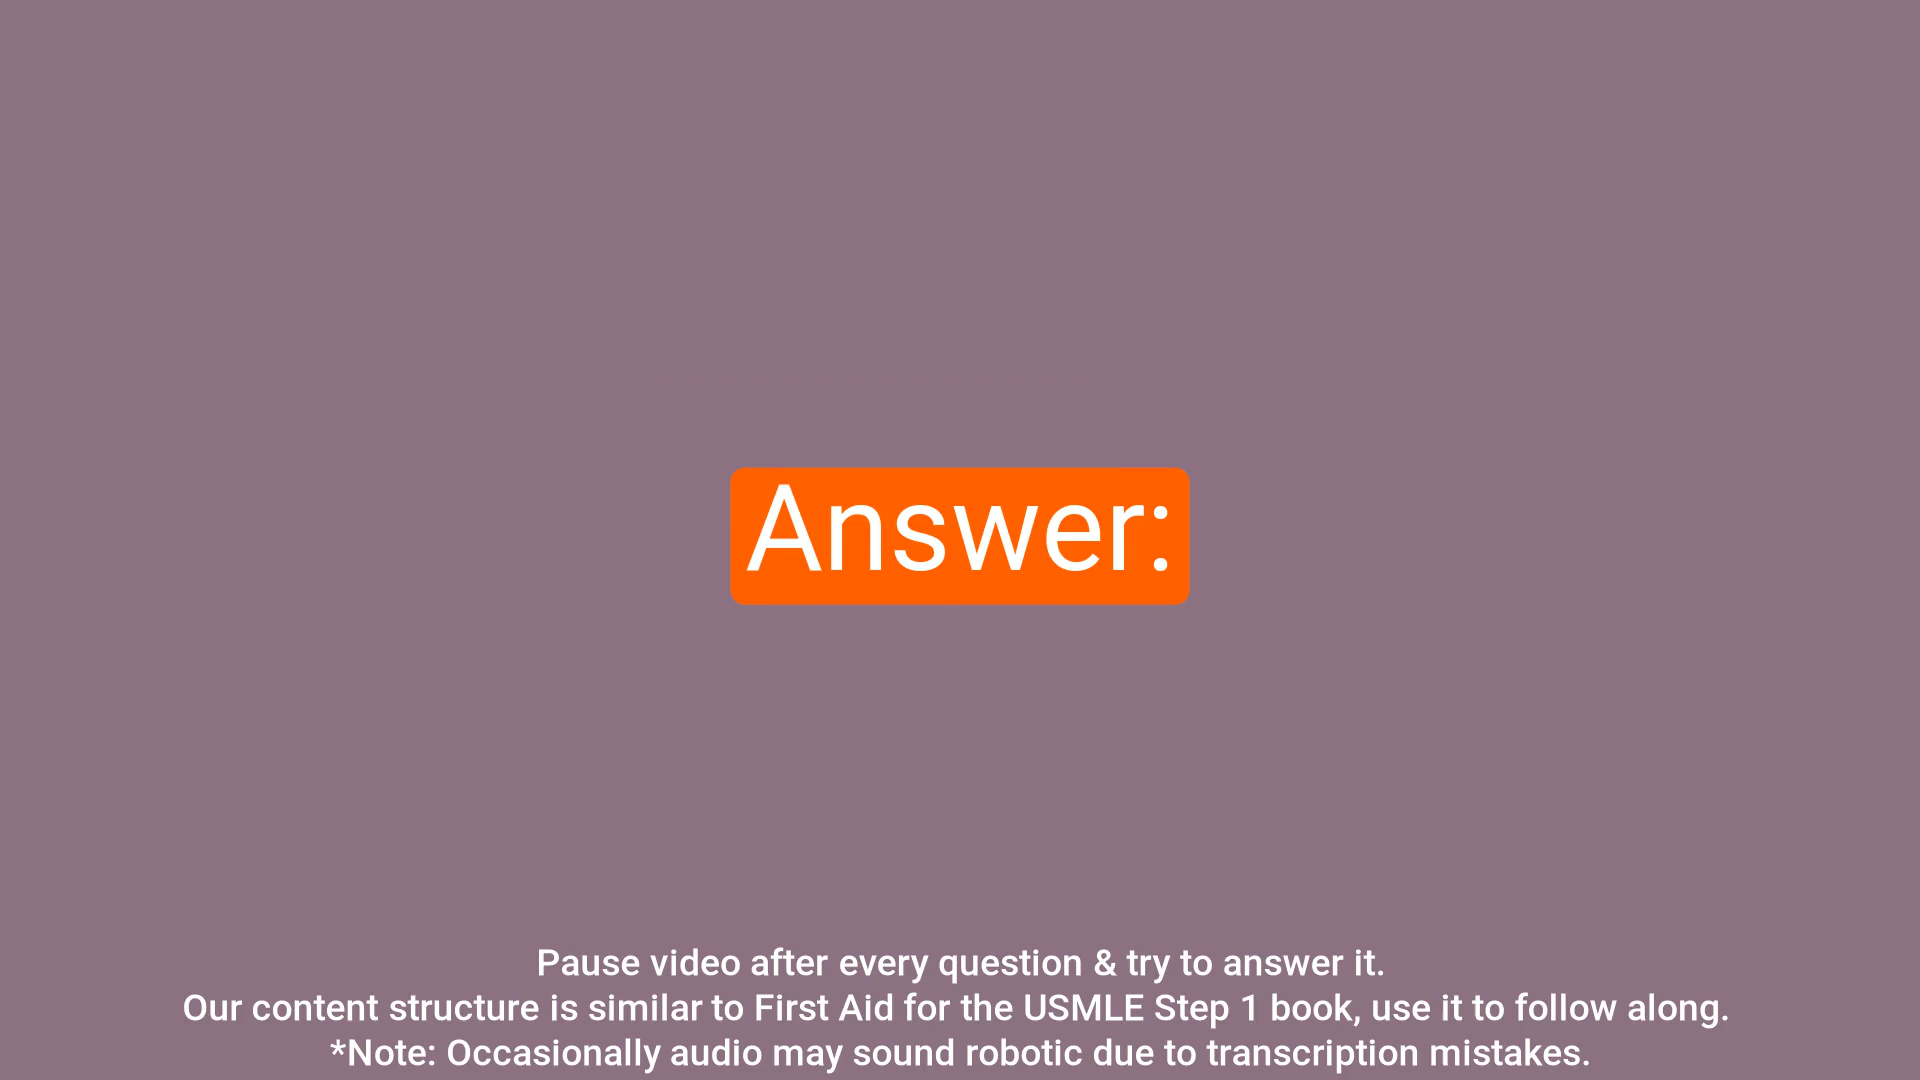 Answer:
Pause video after every question & try to answer it.
Our content structure is similar to First Aid for the USMLE Step 1 book, use it to follow along.
*Note: Occasionally audio may sound robotic due to transcription mistakes.